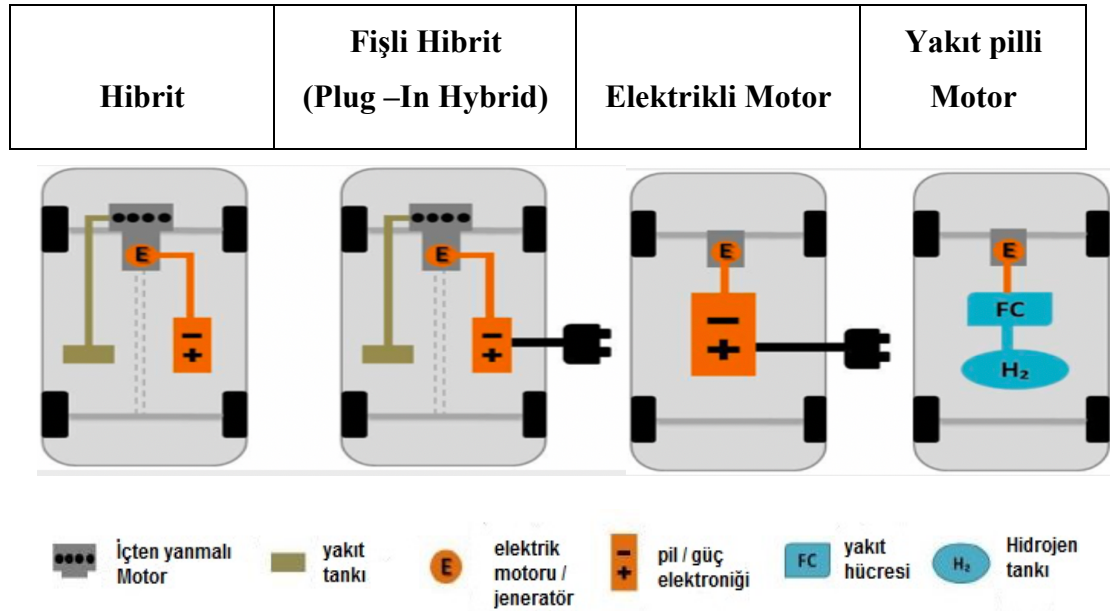 Hibrit
Fişli Hibrit
(Plug –In Hybrid)
Elektrikli Motor
Yakıt pilli
Motor
E
E
E
E
FC
H₂
İçten yanmalı
Motor
yakıt
tankı
E
elektrik
motoru /
jeneratör
pil / güç
elektroniği
FC
yakıt
hücresi
H₂
Hidrojen
tankı